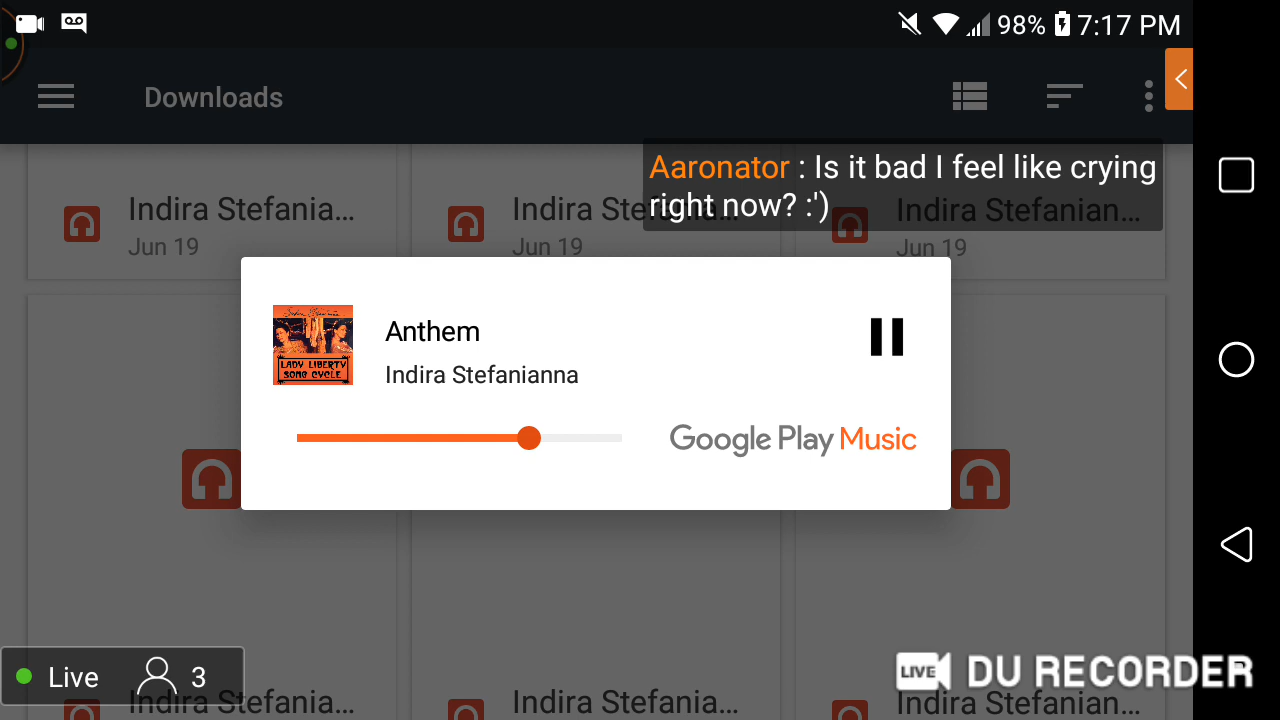 98% 7:17 PM
Downloads
Aaronator : Is it bad I feel like crying
right now? :')
Indira Stefania...
Jun 19
Indira Stefania...
Jun 19
Indira Stefanian...
Jun 19
Anthem
Indira Stefanianna
LADY LIBERTY
SONG CYCLE
Google Play Music
Live 3
Indira Stefania...
Indira Stefania...
Indira Stefanian...
LIVE DU RECORDER